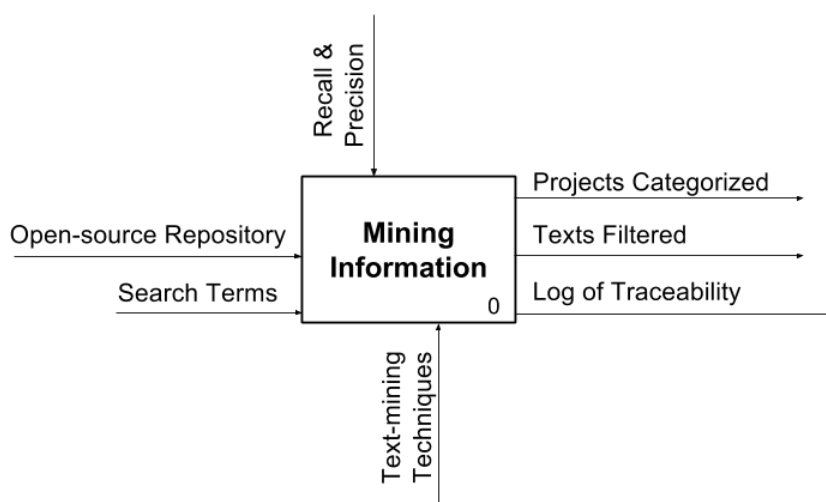 Recall &
Precision
Open-source Repository
Search Terms
Mining
Information
0
Projects Categorized
Texts Filtered
Log of Traceability
Text-mining
Techniques